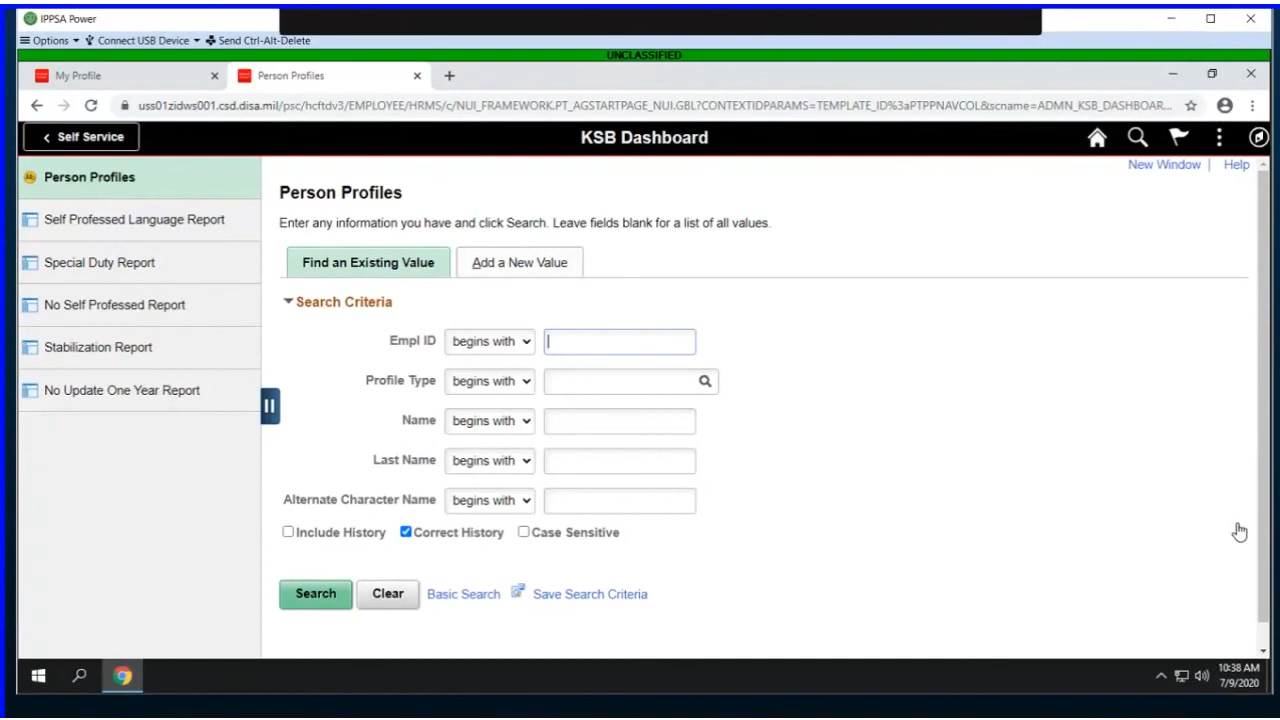 IPPSA Power
Options Connect USB Device Send Ctrl-Alt-Delete
UNCLASSIFIED
My Profile Person Profiles
uss01zidws001.csd.disa.mil/psc/hcftdv3/EMPLOYEE/HRMS/c/NUI_FRAMEWORK.PT_AGSTARTPAGE_NUI.GBL?CONTEXTIDPARAMS=TEMPLATE_ID%3aPTPPNAVCOL&scname=ADMN_KSB_DASHBOAR...
Self Service KSB Dashboard
New Window | Help
Person Profiles
Self Professed Language Report
Special Duty Report
No Self Professed Report
Stabilization Report
No Update One Year Report
Person Profiles
Enter any information you have and click Search. Leave fields blank for a list of all values.
Find an Existing Value Add a New Value
Search Criteria
Empl ID begins with
Profile Type begins with
Name begins with
Last Name begins with
Alternate Character Name begins with
Include History Correct History Case Sensitive
Search Clear Basic Search Save Search Criteria
10:38 AM
7/9/2020